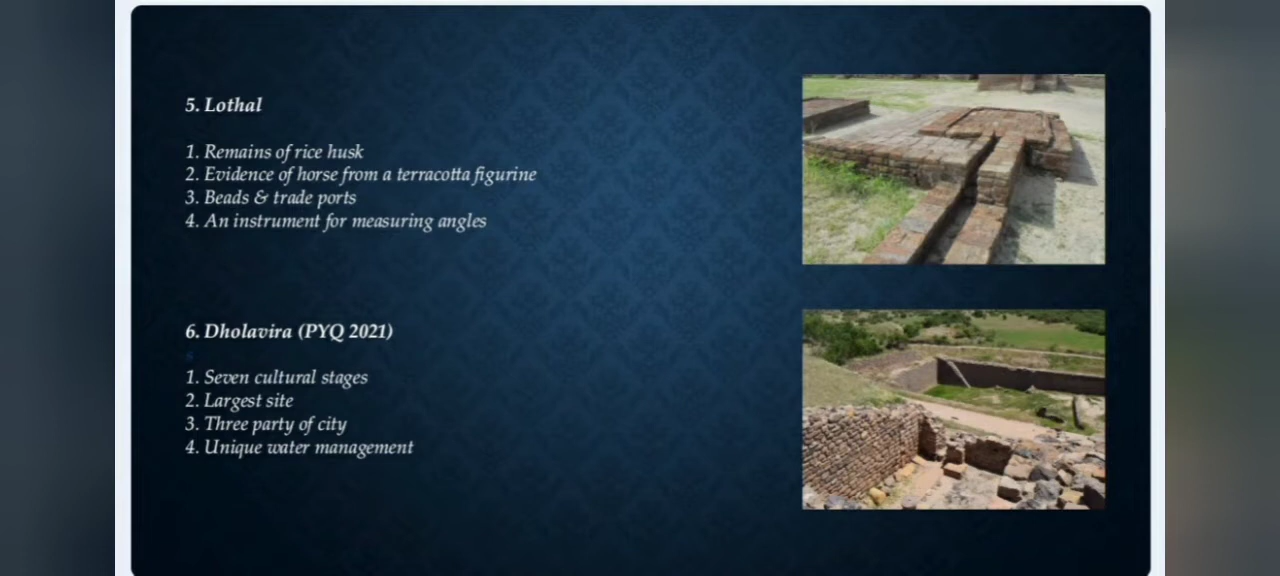 5. Lothal
1. Remains of rice husk
2. Evidence of horse from a terracotta figurine
3. Beads & trade ports
4. An instrument for measuring angles
6. Dholavira (PYQ 2021)
s
1. Seven cultural stages
2. Largest site
3. Three party of city
4. Unique water management